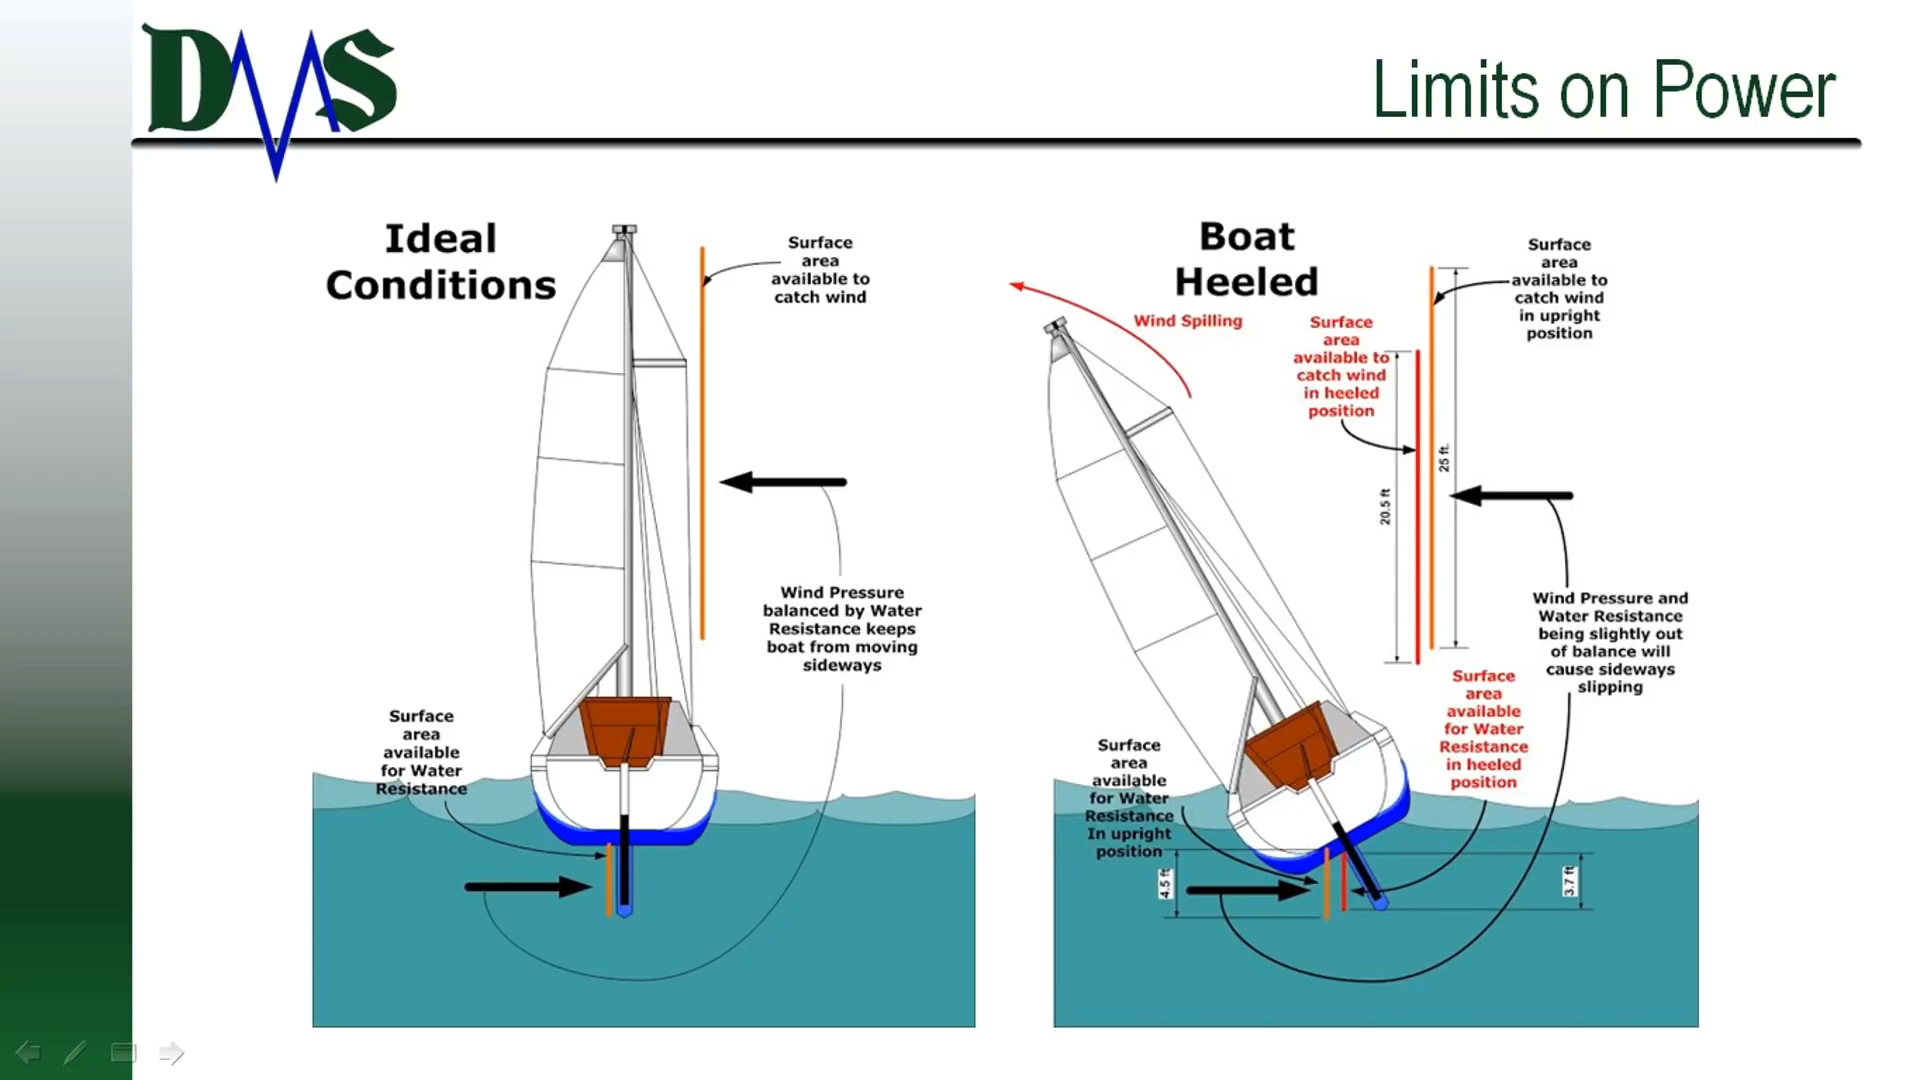 DMS
Limits on Power
Ideal
Conditions
Surface
area
available to
catch wind
Wind Pressure
balanced by Water
Resistance keeps
boat from moving
sideways
Surface
area
available
for Water
Resistance
Boat
Heeled
Wind Spilling
Surface
area
available to
catch wind
in heeled
position
Surface
area
available to
catch wind
in upright
position
20.5 ft
25 ft.
Wind Pressure and
Water Resistance
being slightly out
of balance will
cause sideways
slipping
Surface
area
available
for Water
Resistance
in heeled
position
Surface
area
available
for Water
Resistance
In upright
position
4.5 ft
3.7 ft